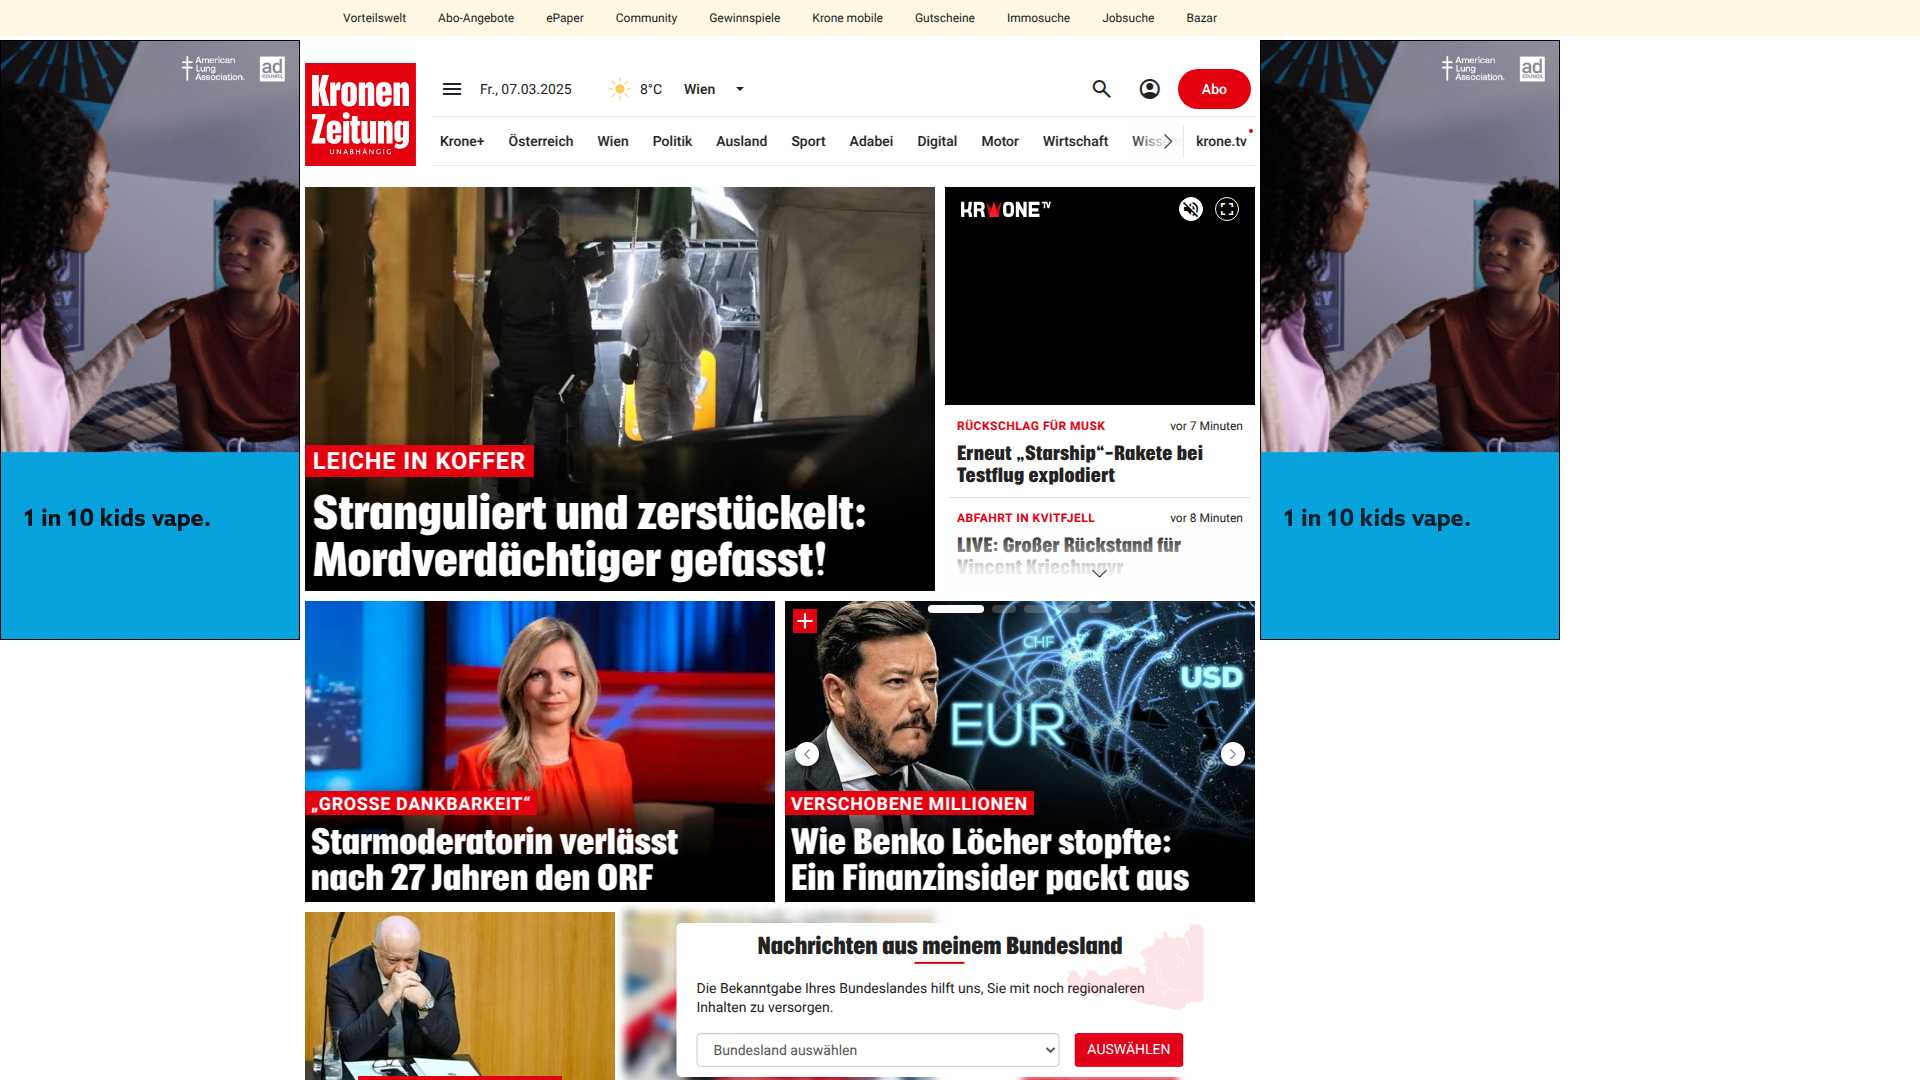 Vorteilswelt Abo-Angebote ePaper Community Gewinnspiele Krone mobile Gutscheine Immosuche Jobsuche Bazar
American
Lung
Association.
ad
COUNCIL
1 in 10 kids vape.
Kronen
Zeitung
UNABHÄNGIG
Fr., 07.03.2025 8°C Wien Abo
Krone+ Österreich Wien Politik Ausland Sport Adabei Digital Motor Wirtschaft krone.tv
LEICHE IN KOFFER
Stranguliert und zerstückelt:
Mordverdächtiger gefasst!
KRONE TV
RÜCKSCHLAG FÜR MUSK vor 7 Minuten
Erneut „Starship“-Rakete bei
Testflug explodiert
ABFAHRT IN KVITFJELL vor 8 Minuten
LIVE: Großer Rückstand für
Vincent Kriechmayr
„GROSSE DANKBARKEIT“
Starmoderatorin verlässt
nach 27 Jahren den ORF
CHF
USD
EUR
VERSCHOBENE MILLIONEN
Wie Benko Löcher stopfte:
Ein Finanzinsider packt aus
Nachrichten aus meinem Bundesland
Die Bekanntgabe Ihres Bundeslandes hilft uns, Sie mit noch regionaleren
Inhalten zu versorgen.
Bundesland auswählen AUSWÄHLEN
American
Lung
Association.
ad
COUNCIL
1 in 10 kids vape.